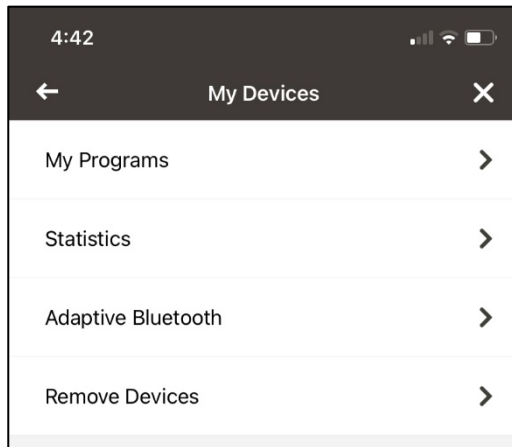 4:42
My Devices
My Programs
Statistics
Adaptive Bluetooth
Remove Devices